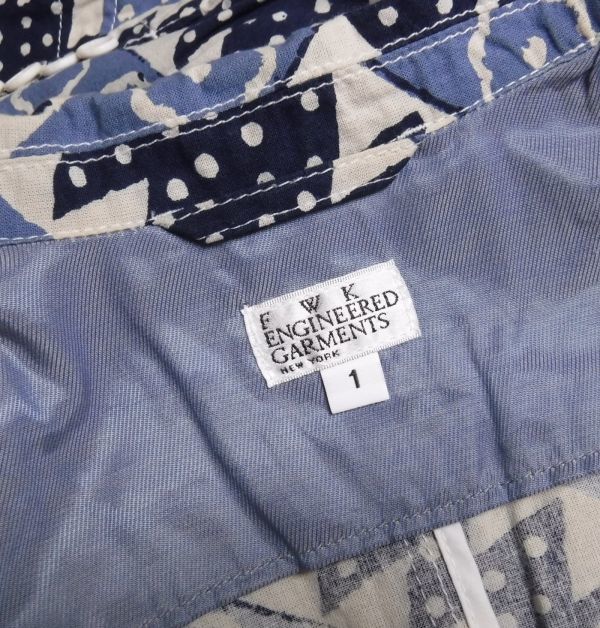 F W K
ENGINEERED
GARMENTS
NEW YORK
1